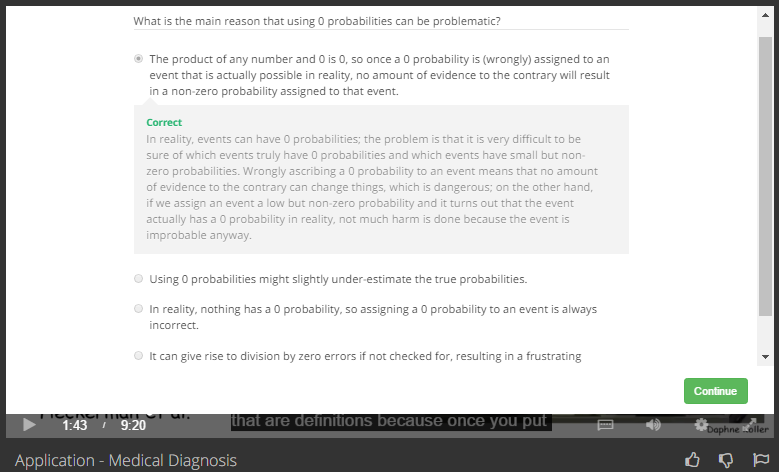 What is the main reason that using 0 probabilities can be problematic?
The product of any number and 0 is 0, so once a 0 probability is (wrongly) assigned to an
event that is actually possible in reality, no amount of evidence to the contrary will result
in a non-zero probability assigned to that event.
Correct
In reality, events can have 0 probabilities; the problem is that it is very difficult to be
sure of which events truly have 0 probabilities and which events have small but non-
zero probabilities. Wrongly ascribing a 0 probability to an event means that no amount
of evidence to the contrary can change things, which is dangerous; on the other hand,
if we assign an event a low but non-zero probability and it turns out that the event
actually has a 0 probability in reality, not much harm is done because the event is
improbable anyway.
Using 0 probabilities might slightly under-estimate the true probabilities.
In reality, nothing has a 0 probability, so assigning a 0 probability to an event is always
incorrect.
It can give rise to division by zero errors if not checked for, resulting in a frustrating
Continue
1:43 / 9:20
that are definitions because once you put
Daphne
Application - Medical Diagnosis